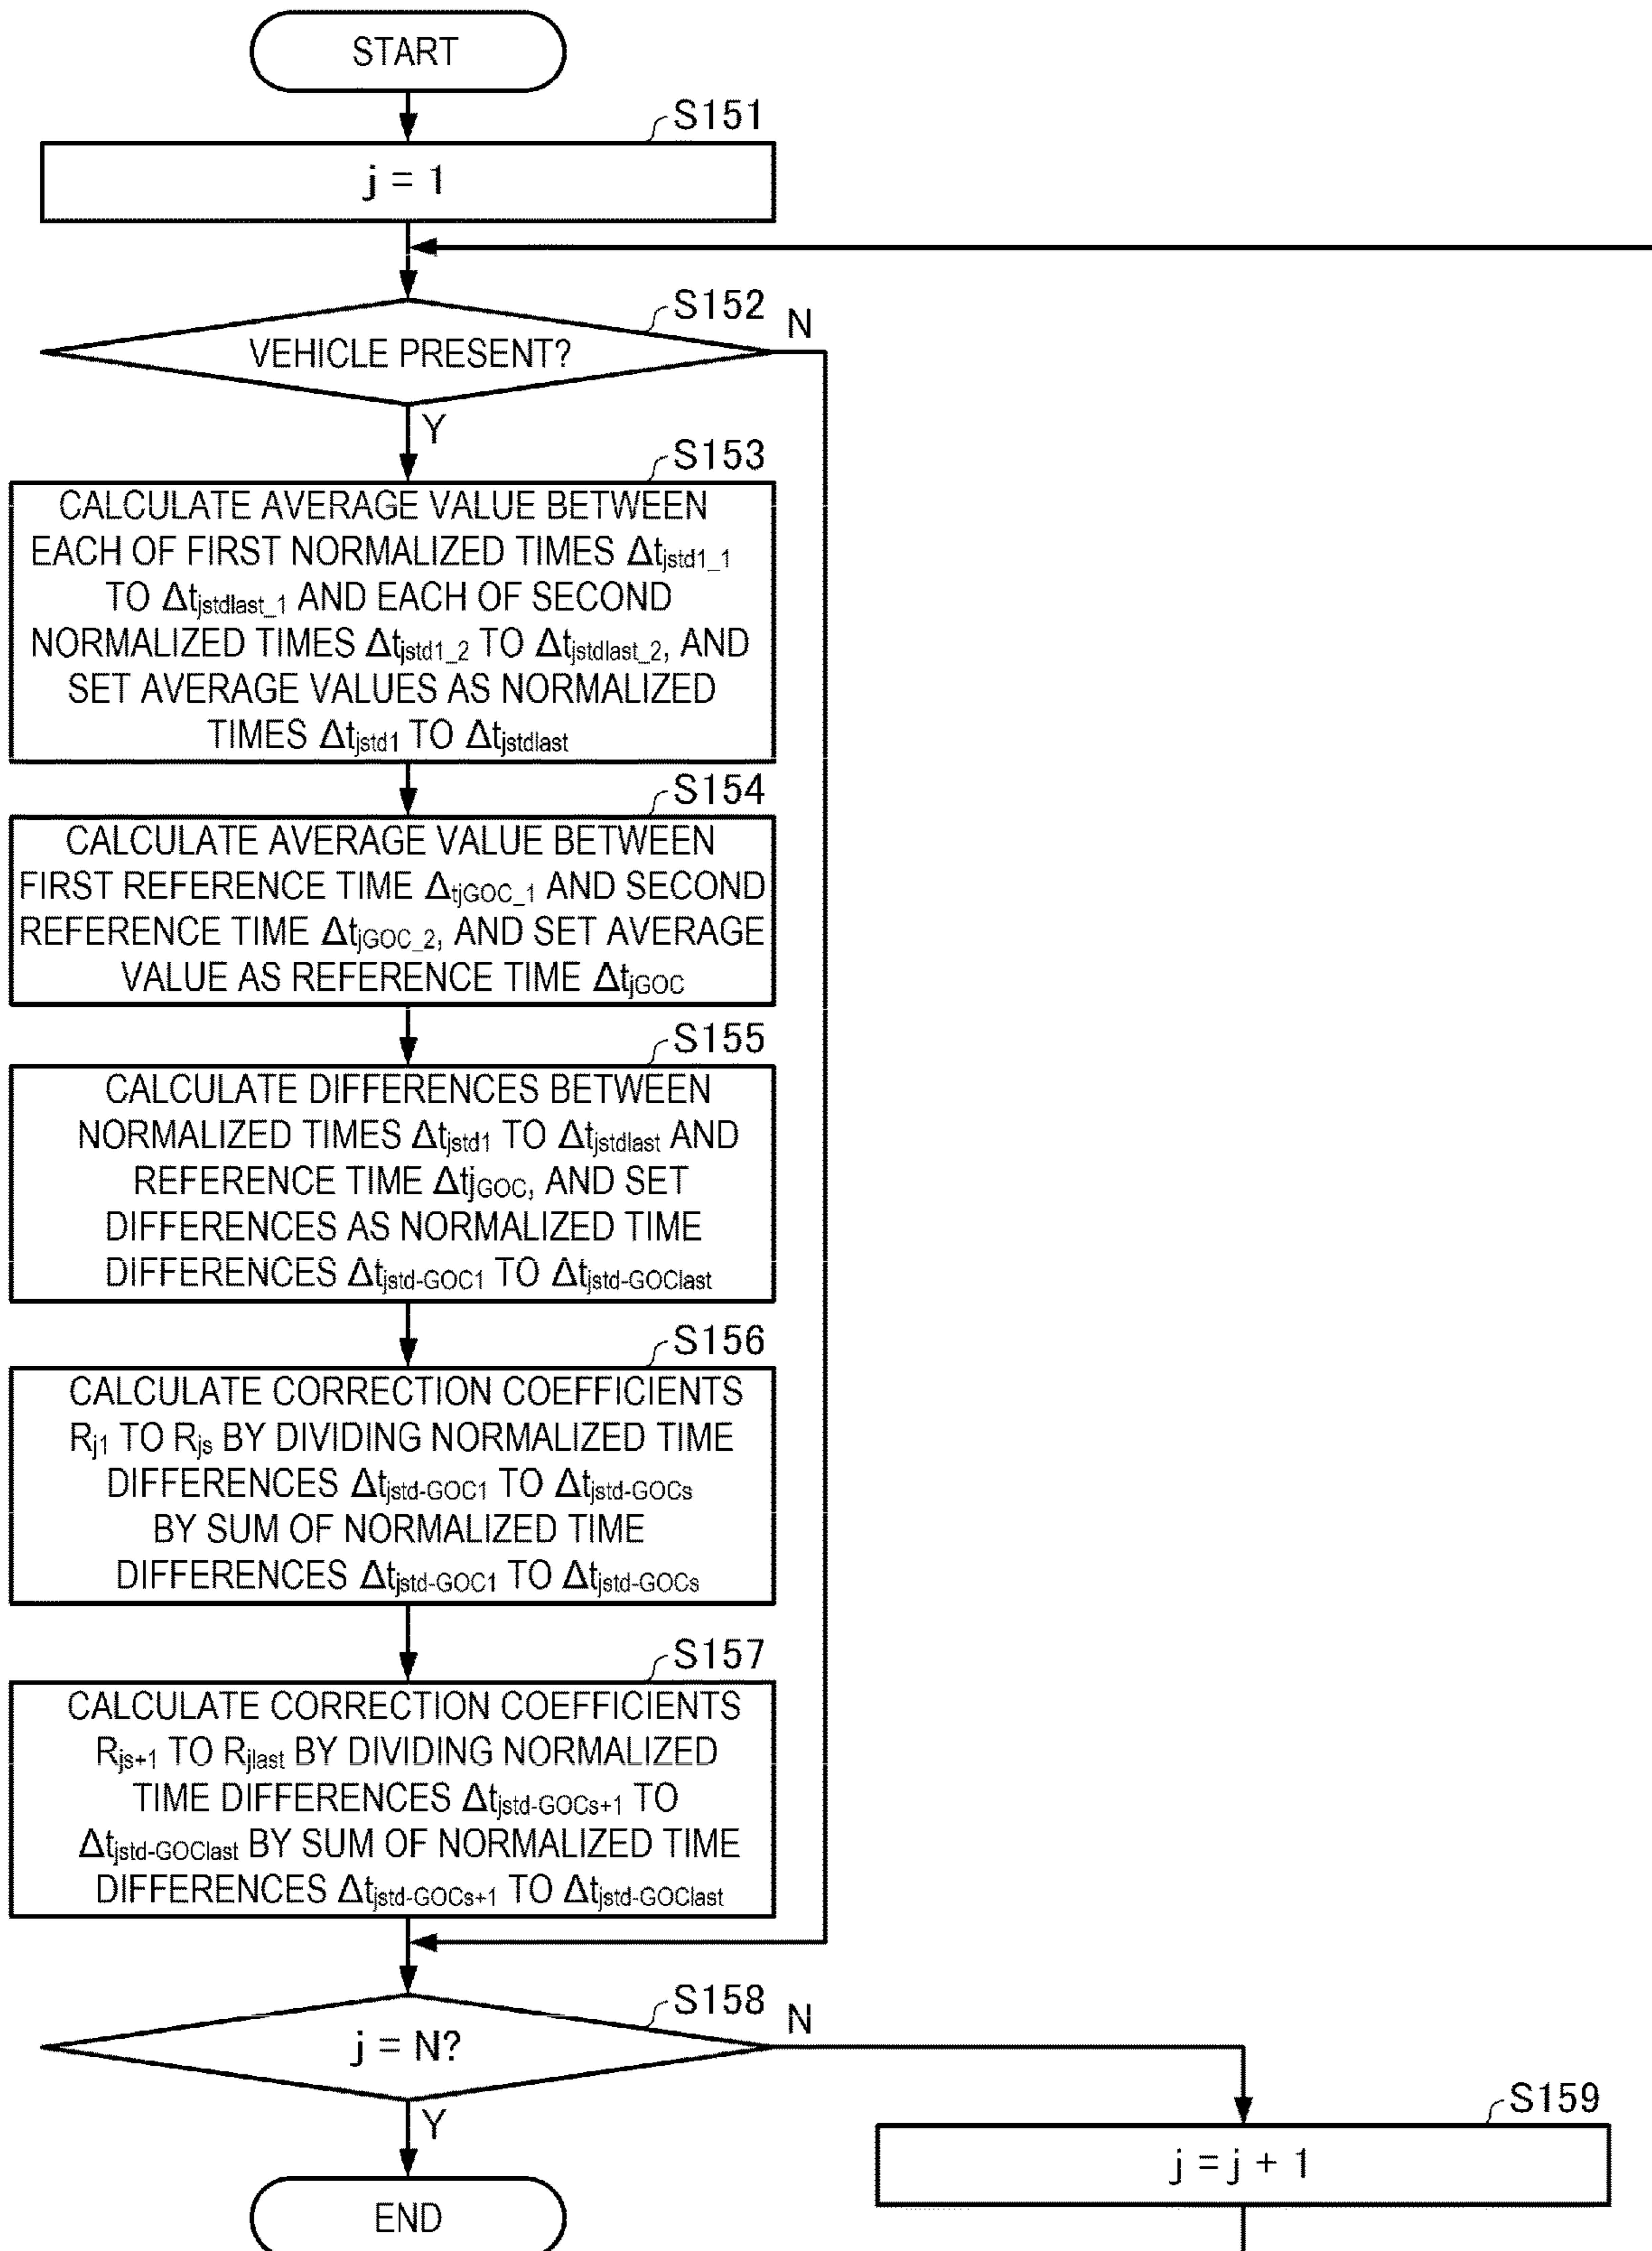 START
S151
j = 1
S152
VEHICLE PRESENT?
N
Y
S153
CALCULATE AVERAGE VALUE BETWEEN
EACH OF FIRST NORMALIZED TIMES Δtjstd1_1
TO Δtjstdlast_1 AND EACH OF SECOND
NORMALIZED TIMES Δtjstd1_2 TO Δtjstdlast_2, AND
SET AVERAGE VALUES AS NORMALIZED
TIMES Δtjstd1 TO Δtjstdlast
S154
CALCULATE AVERAGE VALUE BETWEEN
FIRST REFERENCE TIME ΔtjGOC_1 AND SECOND
REFERENCE TIME ΔtjGOC_2, AND SET AVERAGE
VALUE AS REFERENCE TIME ΔtjGOC
S155
CALCULATE DIFFERENCES BETWEEN
NORMALIZED TIMES Δtjstd1 TO Δtjstdlast AND
REFERENCE TIME ΔtjGOC, AND SET
DIFFERENCES AS NORMALIZED TIME
DIFFERENCES Δtjstd-GOC1 TO Δtjstd-GOClast
S156
CALCULATE CORRECTION COEFFICIENTS
Rj1 TO Rjs BY DIVIDING NORMALIZED TIME
DIFFERENCES Δtjstd-GOC1 TO Δtjstd-GOCs
BY SUM OF NORMALIZED TIME
DIFFERENCES Δtjstd-GOC1 TO Δtjstd-GOCs
S157
CALCULATE CORRECTION COEFFICIENTS
Rjs+1 TO Rjlast BY DIVIDING NORMALIZED
TIME DIFFERENCES Δtjstd-GOCs+1 TO
Δtjstd-GOClast BY SUM OF NORMALIZED TIME
DIFFERENCES Δtjstd-GOCs+1 TO Δtjstd-GOClast
S158
j = N?
N
Y
S159
j = j + 1
END